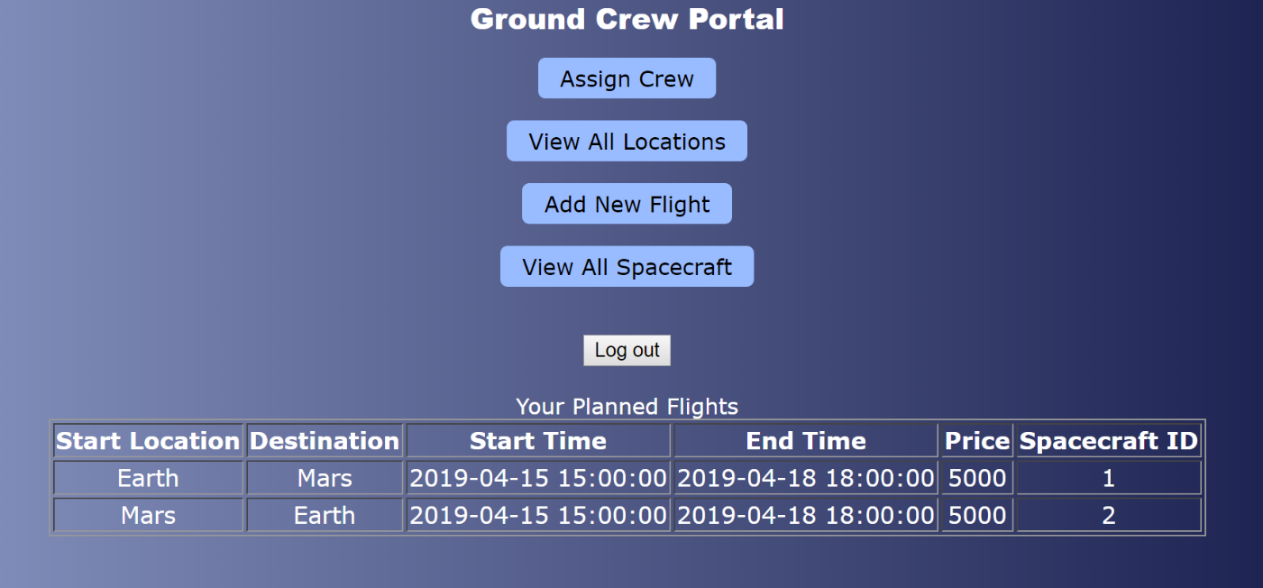 Ground Crew Portal
Assign Crew
View All Locations
Add New Flight
View All Spacecraft
Log out
Your Planned Flights
Start Location Destination Start Time End Time Price Spacecraft ID
Earth Mars 2019-04-15 15:00:00 2019-04-18 18:00:00 5000 1
Mars Earth 2019-04-15 15:00:00 2019-04-18 18:00:00 5000 2